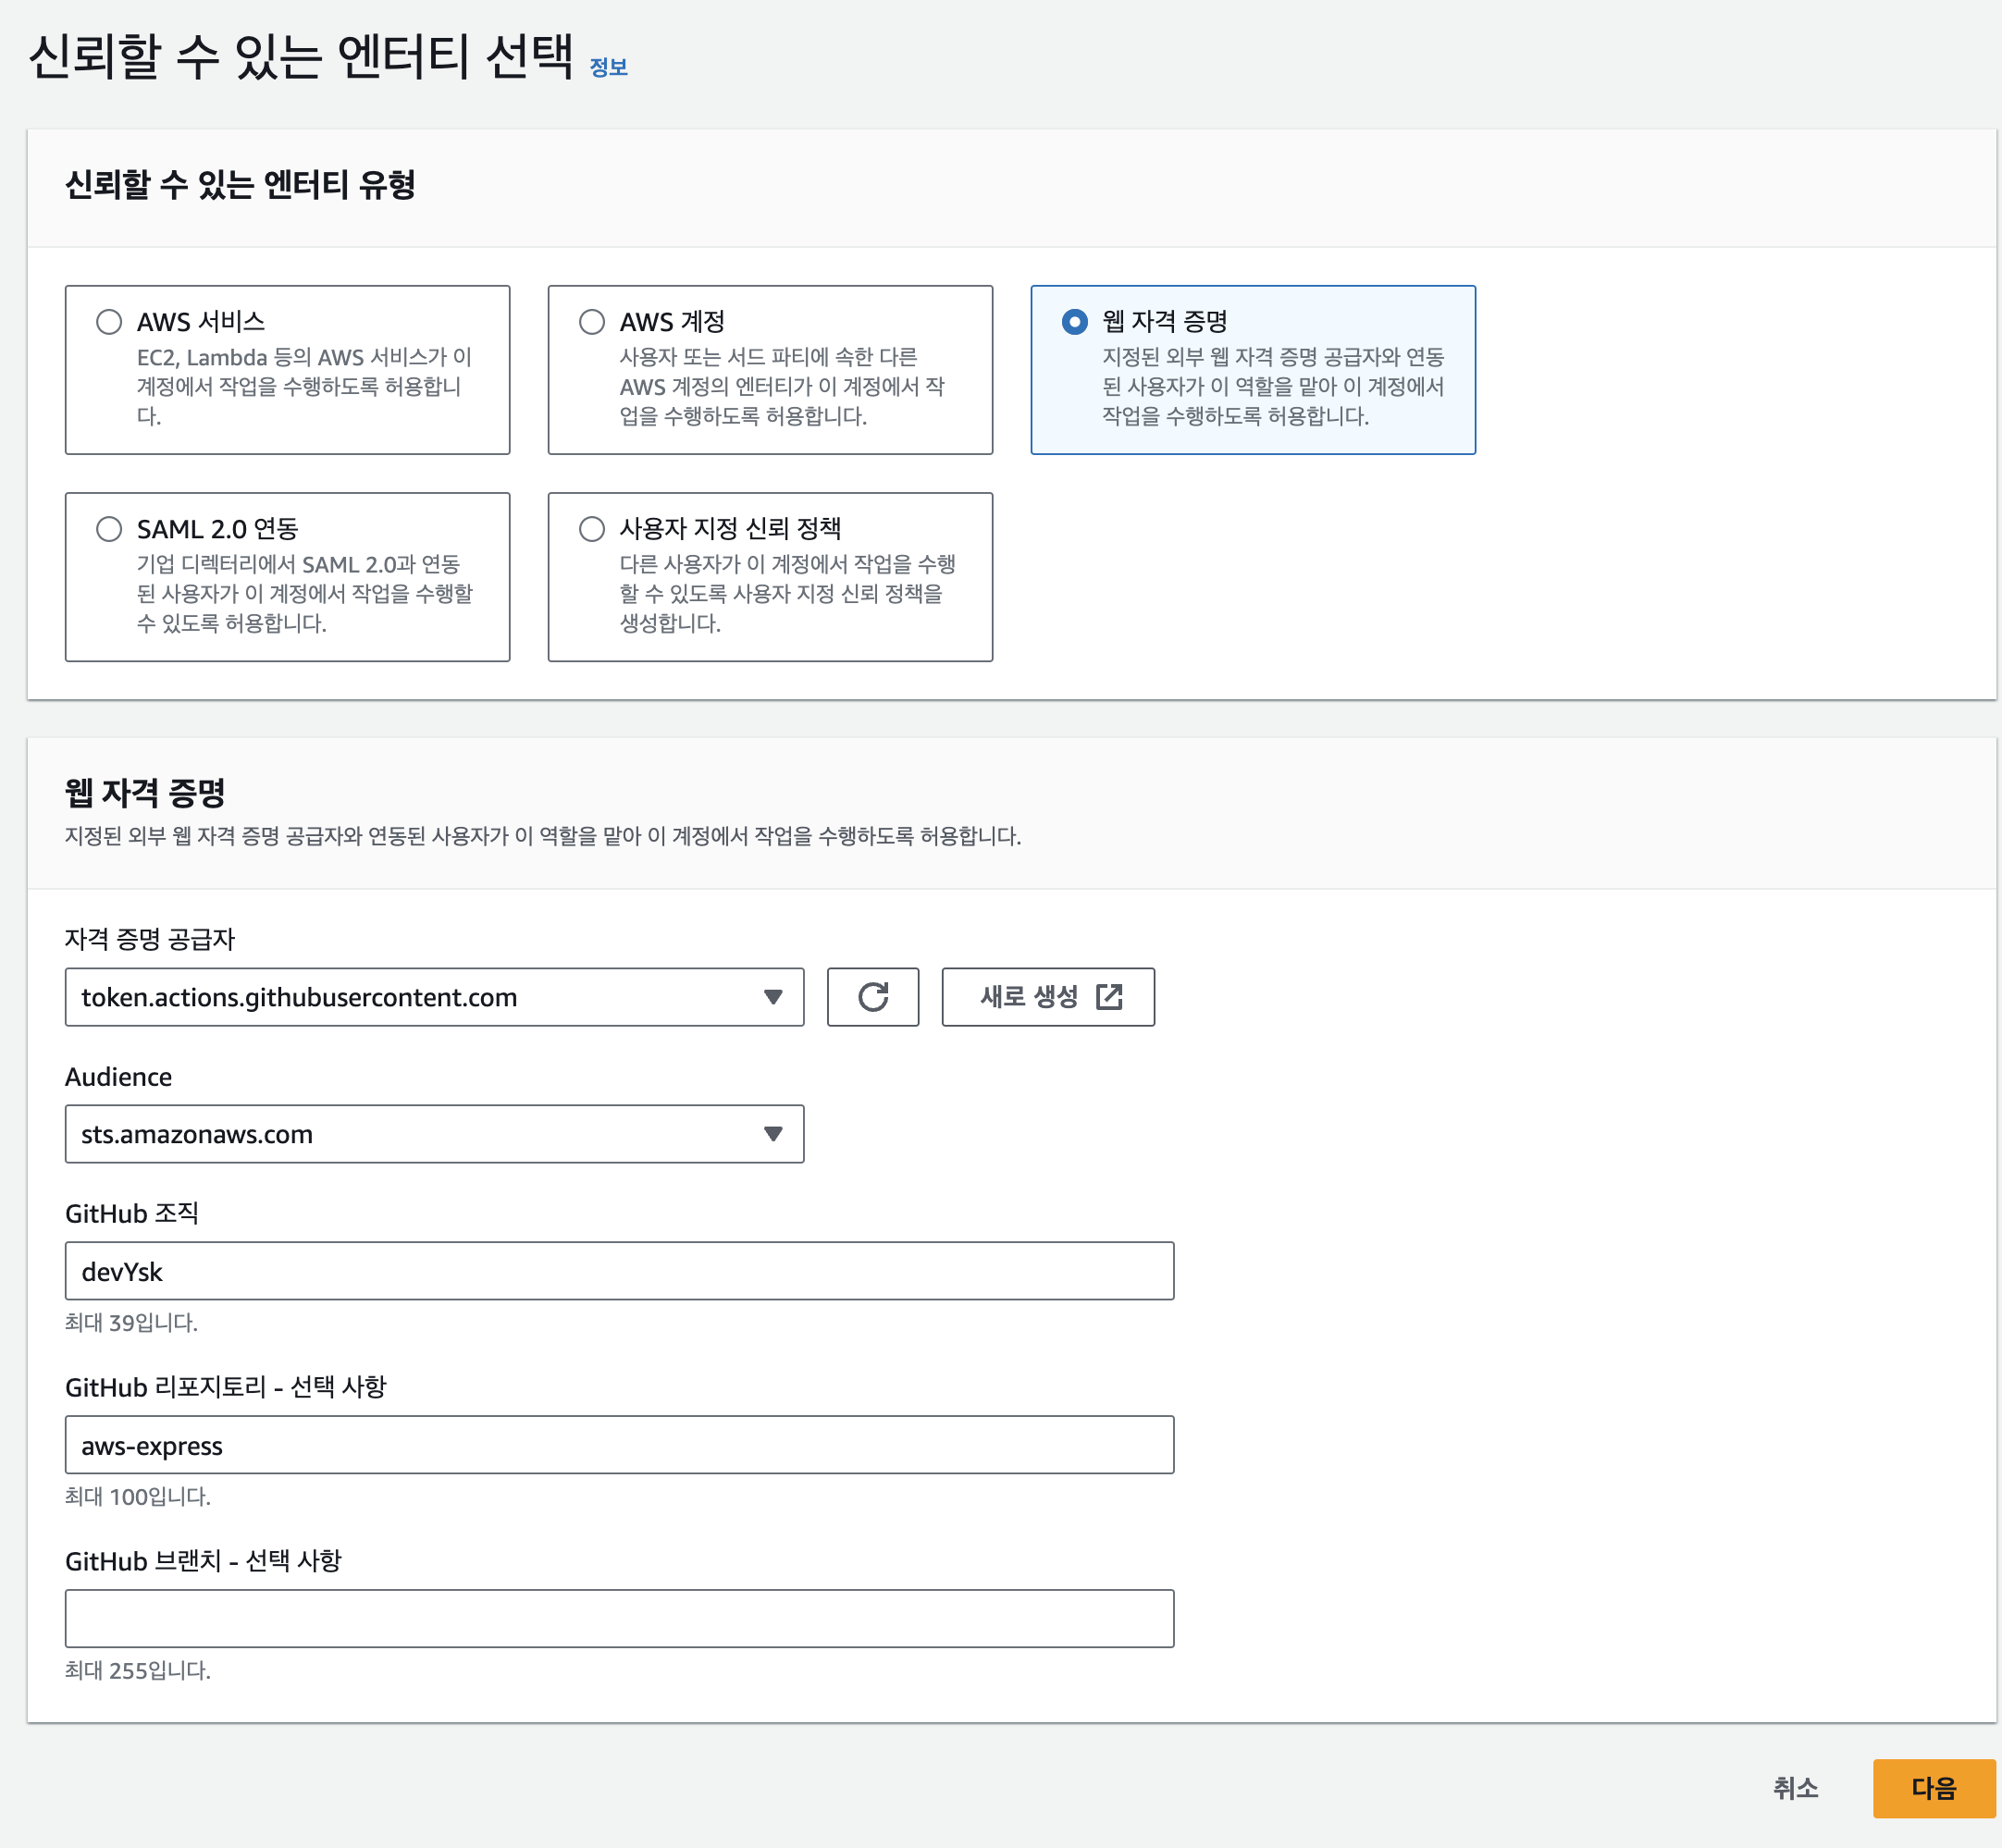 신뢰할 수 있는 엔터티 선택 정보
신뢰할 수 있는 엔터티 유형
AWS 서비스
EC2, Lambda 등의 AWS 서비스가 이
계정에서 작업을 수행하도록 허용합니
다.
AWS 계정
사용자 또는 서드 파티에 속한 다른
AWS 계정의 엔터티가 이 계정에서 작
업을 수행하도록 허용합니다.
웹 자격 증명
지정된 외부 웹 자격 증명 공급자와 연동
된 사용자가 이 역할을 맡아 이 계정에서
작업을 수행하도록 허용합니다.
SAML 2.0 연동
기업 디렉터리에서 SAML 2.0과 연동
된 사용자가 이 계정에서 작업을 수행할
수 있도록 허용합니다.
사용자 지정 신뢰 정책
다른 사용자가 이 계정에서 작업을 수행
할 수 있도록 사용자 지정 신뢰 정책을
생성합니다.
웹 자격 증명
지정된 외부 웹 자격 증명 공급자와 연동된 사용자가 이 역할을 맡아 이 계정에서 작업을 수행하도록 허용합니다.
자격 증명 공급자
token.actions.githubusercontent.com
새로 생성
Audience
sts.amazonaws.com
GitHub 조직
devYsk
최대 39입니다.
GitHub 리포지토리 - 선택 사항
aws-express
최대 100입니다.
GitHub 브랜치 - 선택 사항
최대 255입니다.
취소
다음